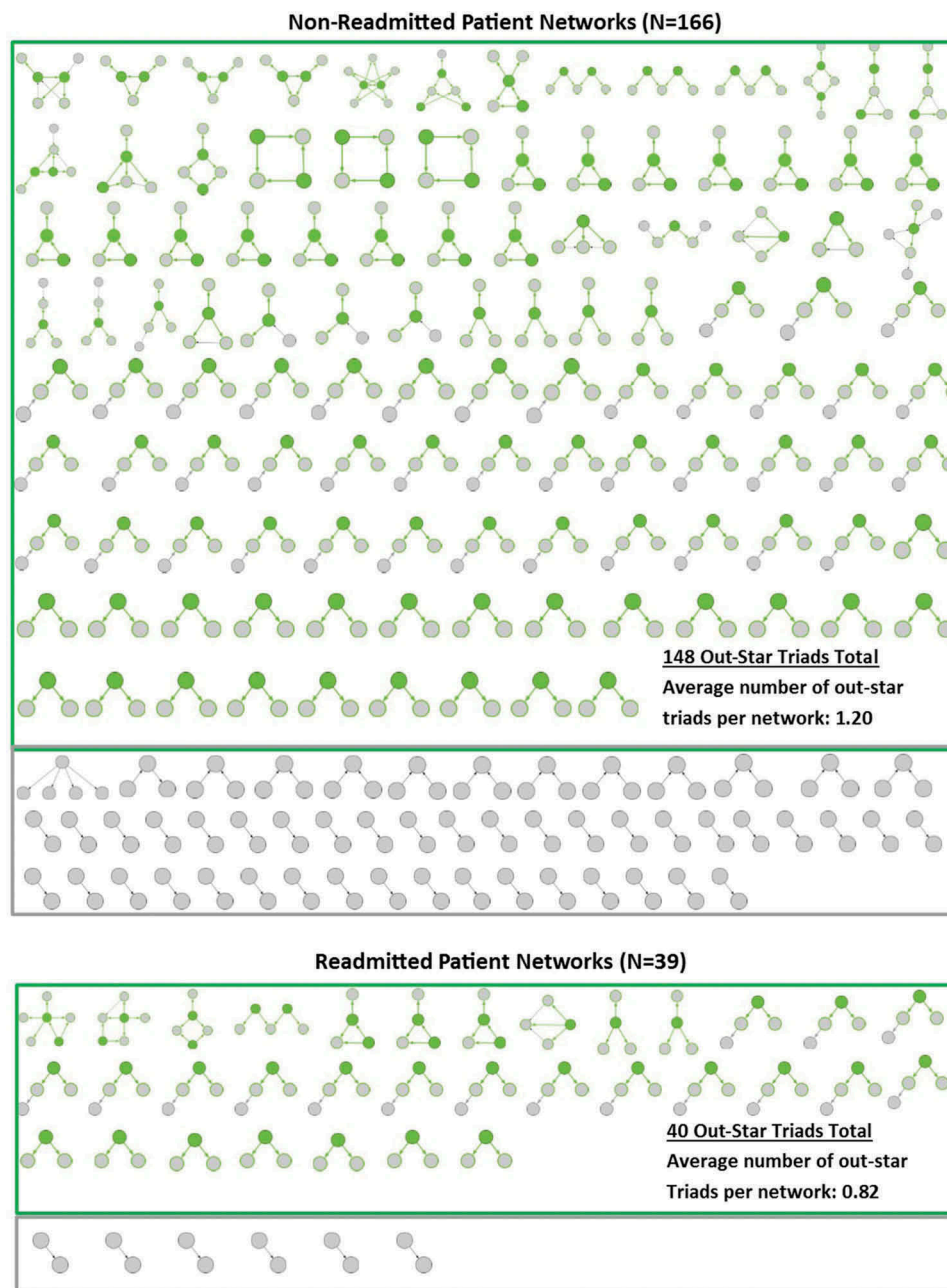 Non-Readmitted Patient Networks (N=166)
148 Out-Star Triads Total
Average number of out-star
triads per network: 1.20
Readmitted Patient Networks (N=39)
40 Out-Star Triads Total
Average number of out-star
Triads per network: 0.82